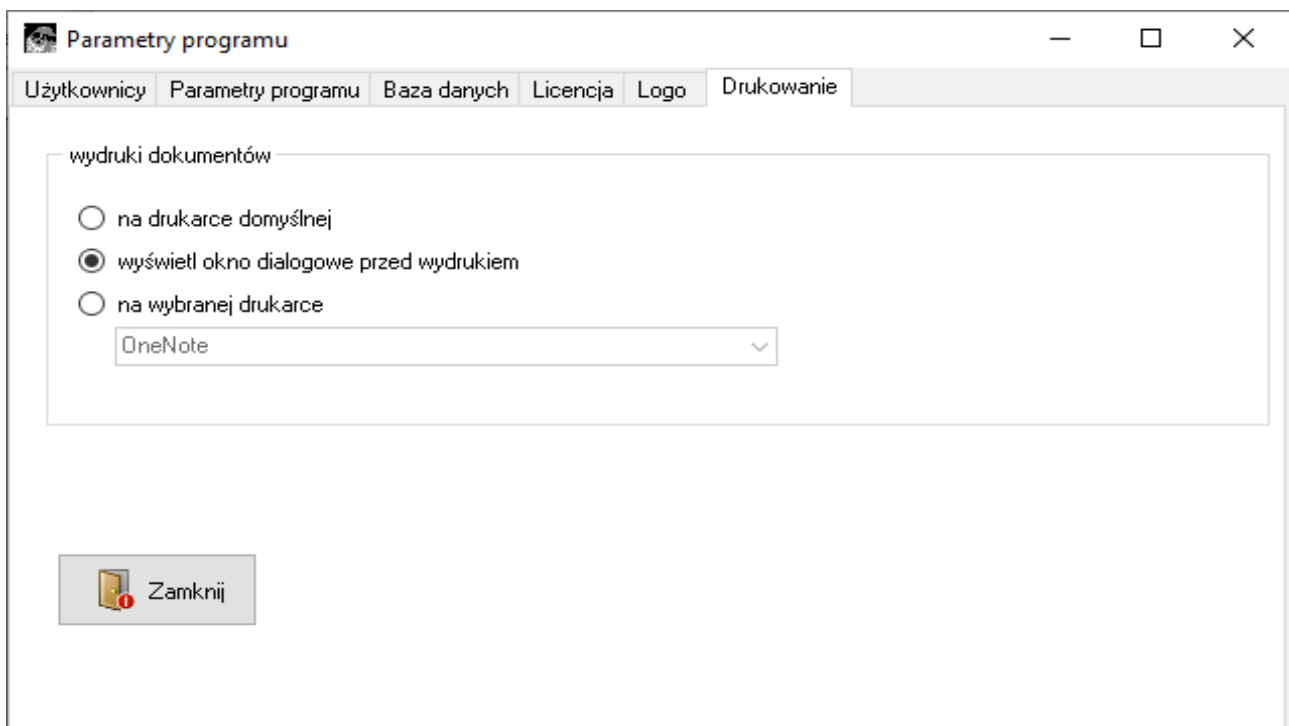 Parametry programu
Użytkownicy Parametry programu Baza danych Licencja Logo Drukowanie
wydruki dokumentów
na drukarce domyślnej
wyświetl okno dialogowe przed wydrukiem
na wybranej drukarce
OneNote
Zamknij